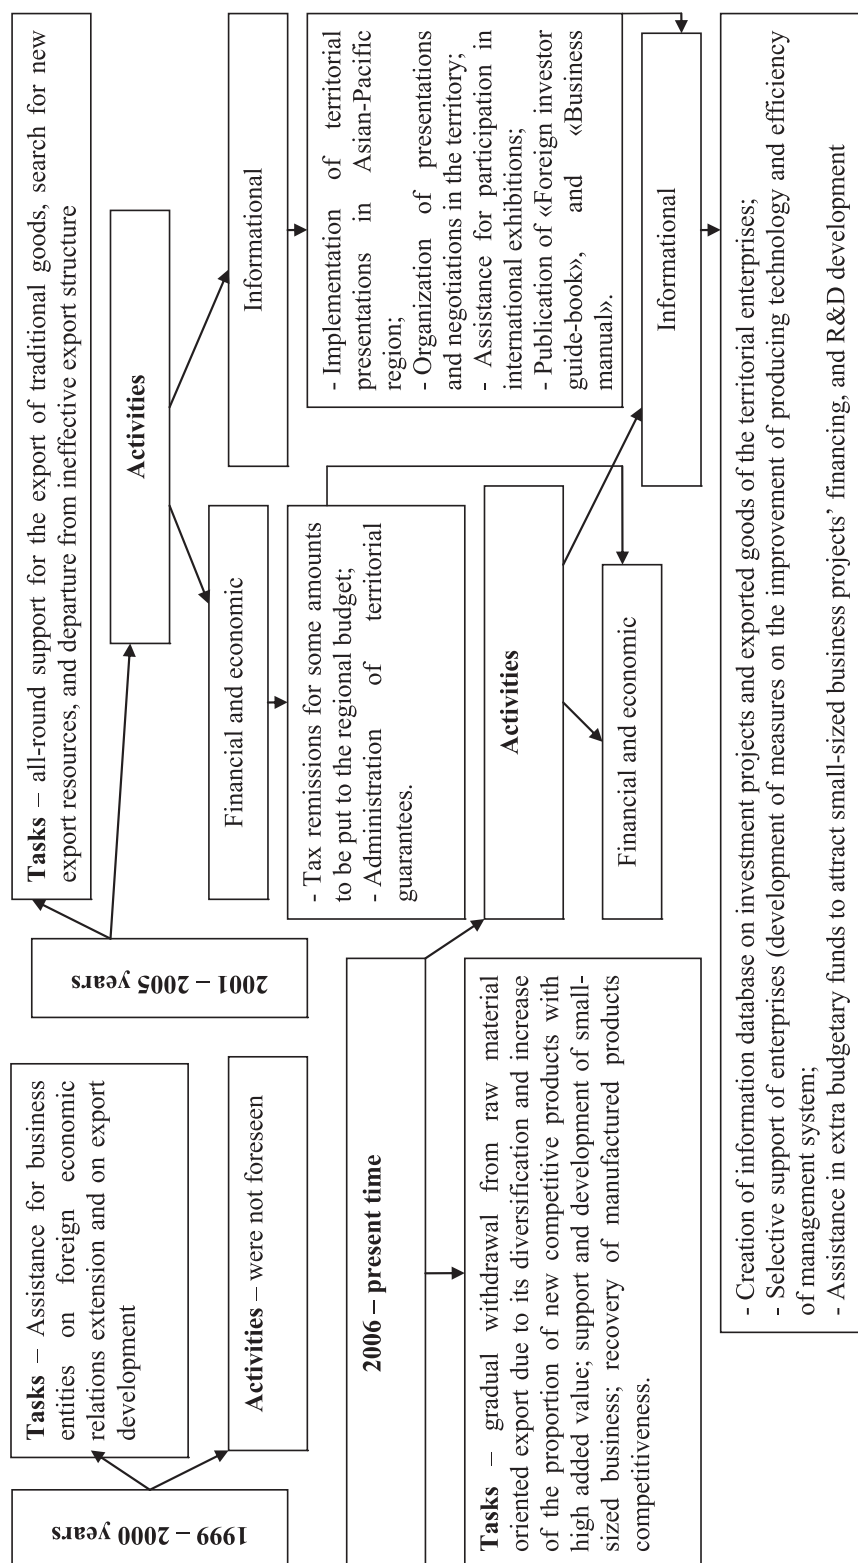 1999 – 2000 years
Tasks – Assistance for business
entities on foreign economic
relations extension and on export
development
Activities – were not foreseen
2001 – 2005 years
Tasks – all-round support for the export of traditional goods, search for new
export resources, and departure from ineffective export structure
Activities
Financial and economic
- Tax remissions for some amounts
to be put to the regional budget;
- Administration of territorial
guarantees.
Informational
- Implementation of territorial
presentations in Asian-Pacific
region;
- Organization of presentations
and negotiations in the territory;
- Assistance for participation in
international exhibitions;
- Publication of «Foreign investor
guide-book», and «Business
manual».
2006 – present time
Tasks – gradual withdrawal from raw material
oriented export due to its diversification and increase
of the proportion of new competitive products with
high added value; support and development of small-
sized business; recovery of manufactured products
competitiveness.
Activities
Financial and economic
Informational
- Creation of information database on investment projects and exported goods of the territorial enterprises;
- Selective support of enterprises (development of measures on the improvement of producing technology and efficiency
of management system;
- Assistance in extra budgetary funds to attract small-sized business projects’ financing, and R&D development